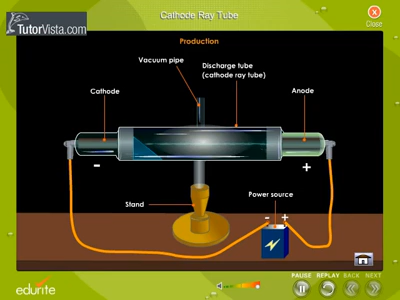 Cathode Ray Tube
TutorVista.com
Close
Production
Vacuum pipe
Discharge tube
(cathode ray tube)
Cathode
Anode
-
+
Stand
Power source
- +
PAUSE REPLAY BACK NEXT
edurite